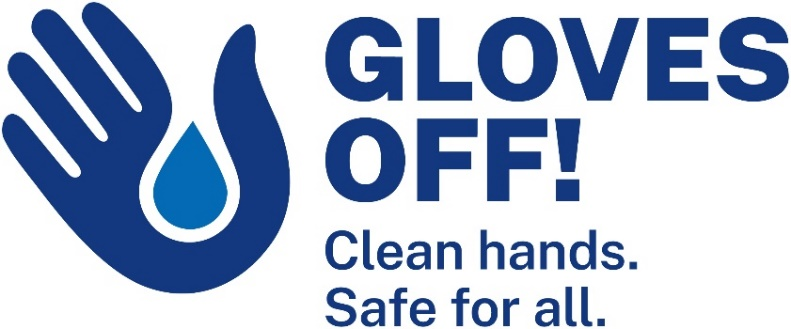 GLOVES
OFF!
Clean hands.
Safe for all.